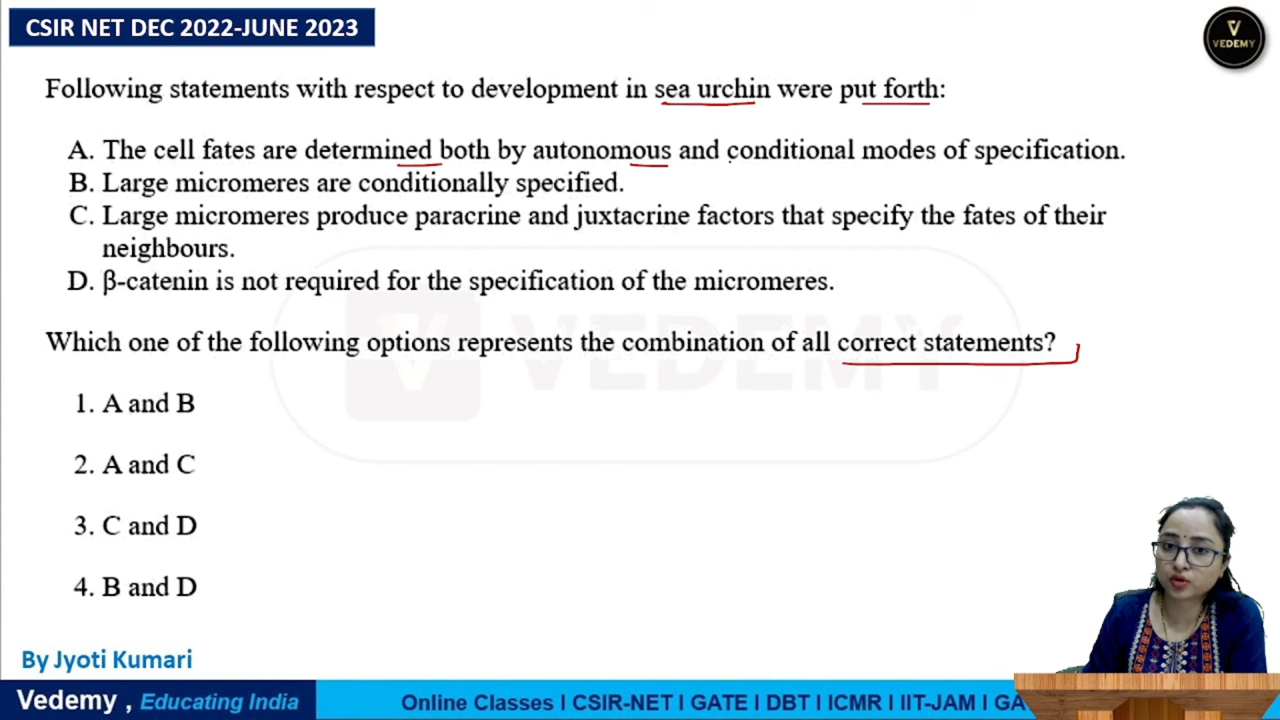 CSIR NET DEC 2022-JUNE 2023
V
VEDEMY
Following statements with respect to development in sea urchin were put forth:
A. The cell fates are determined both by autonomous and conditional modes of specification.
B. Large micromeres are conditionally specified.
C. Large micromeres produce paracrine and juxtacrine factors that specify the fates of their
neighbours.
D. β-catenin is not required for the specification of the micromeres.
VEDEMY
Which one of the following options represents the combination of all correct statements?
1. A and B
2. A and C
3. C and D
4. B and D
By Jyoti Kumari
Vedemy , Educating India
Online Classes I CSIR-NET I GATE I DBT I ICMR I IIT-JAM I GA